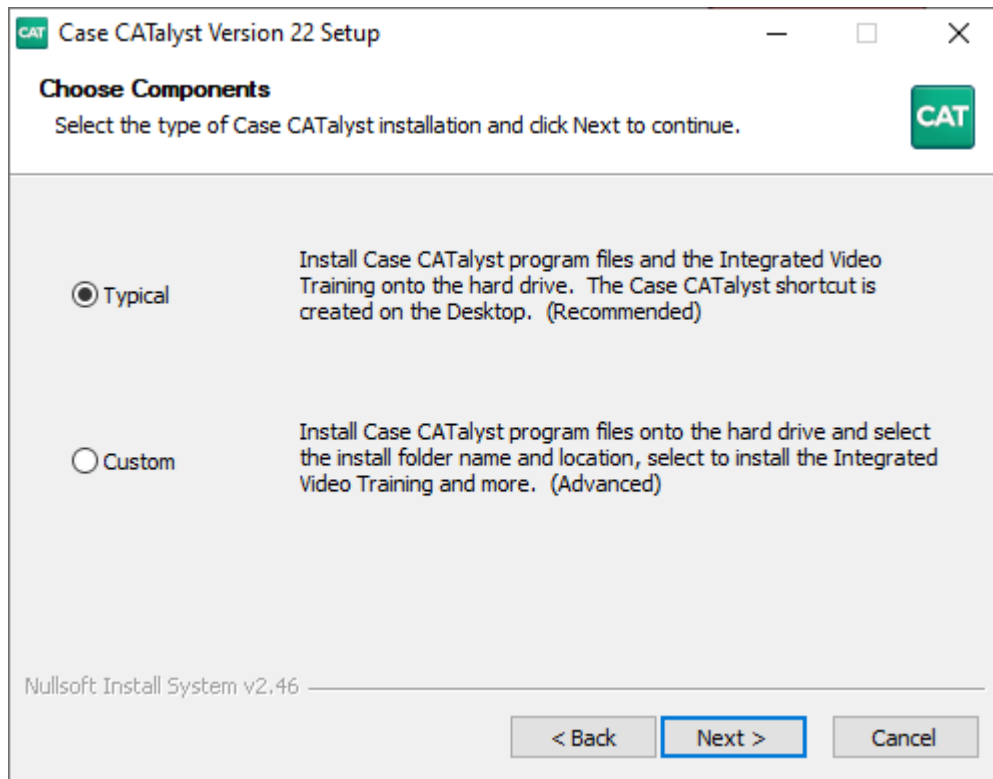 CAT Case CATalyst Version 22 Setup
Choose Components
Select the type of Case CATalyst installation and click Next to continue.
CAT
Typical
Install Case CATalyst program files and the Integrated Video
Training onto the hard drive.  The Case CATalyst shortcut is
created on the Desktop.  (Recommended)
Custom
Install Case CATalyst program files onto the hard drive and select
the install folder name and location, select to install the Integrated
Video Training and more.  (Advanced)
Nullsoft Install System v2.46
< Back
Next >
Cancel